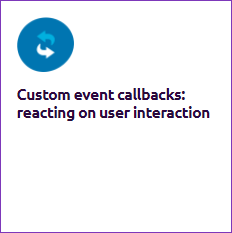 Custom event callbacks:
reacting on user interaction